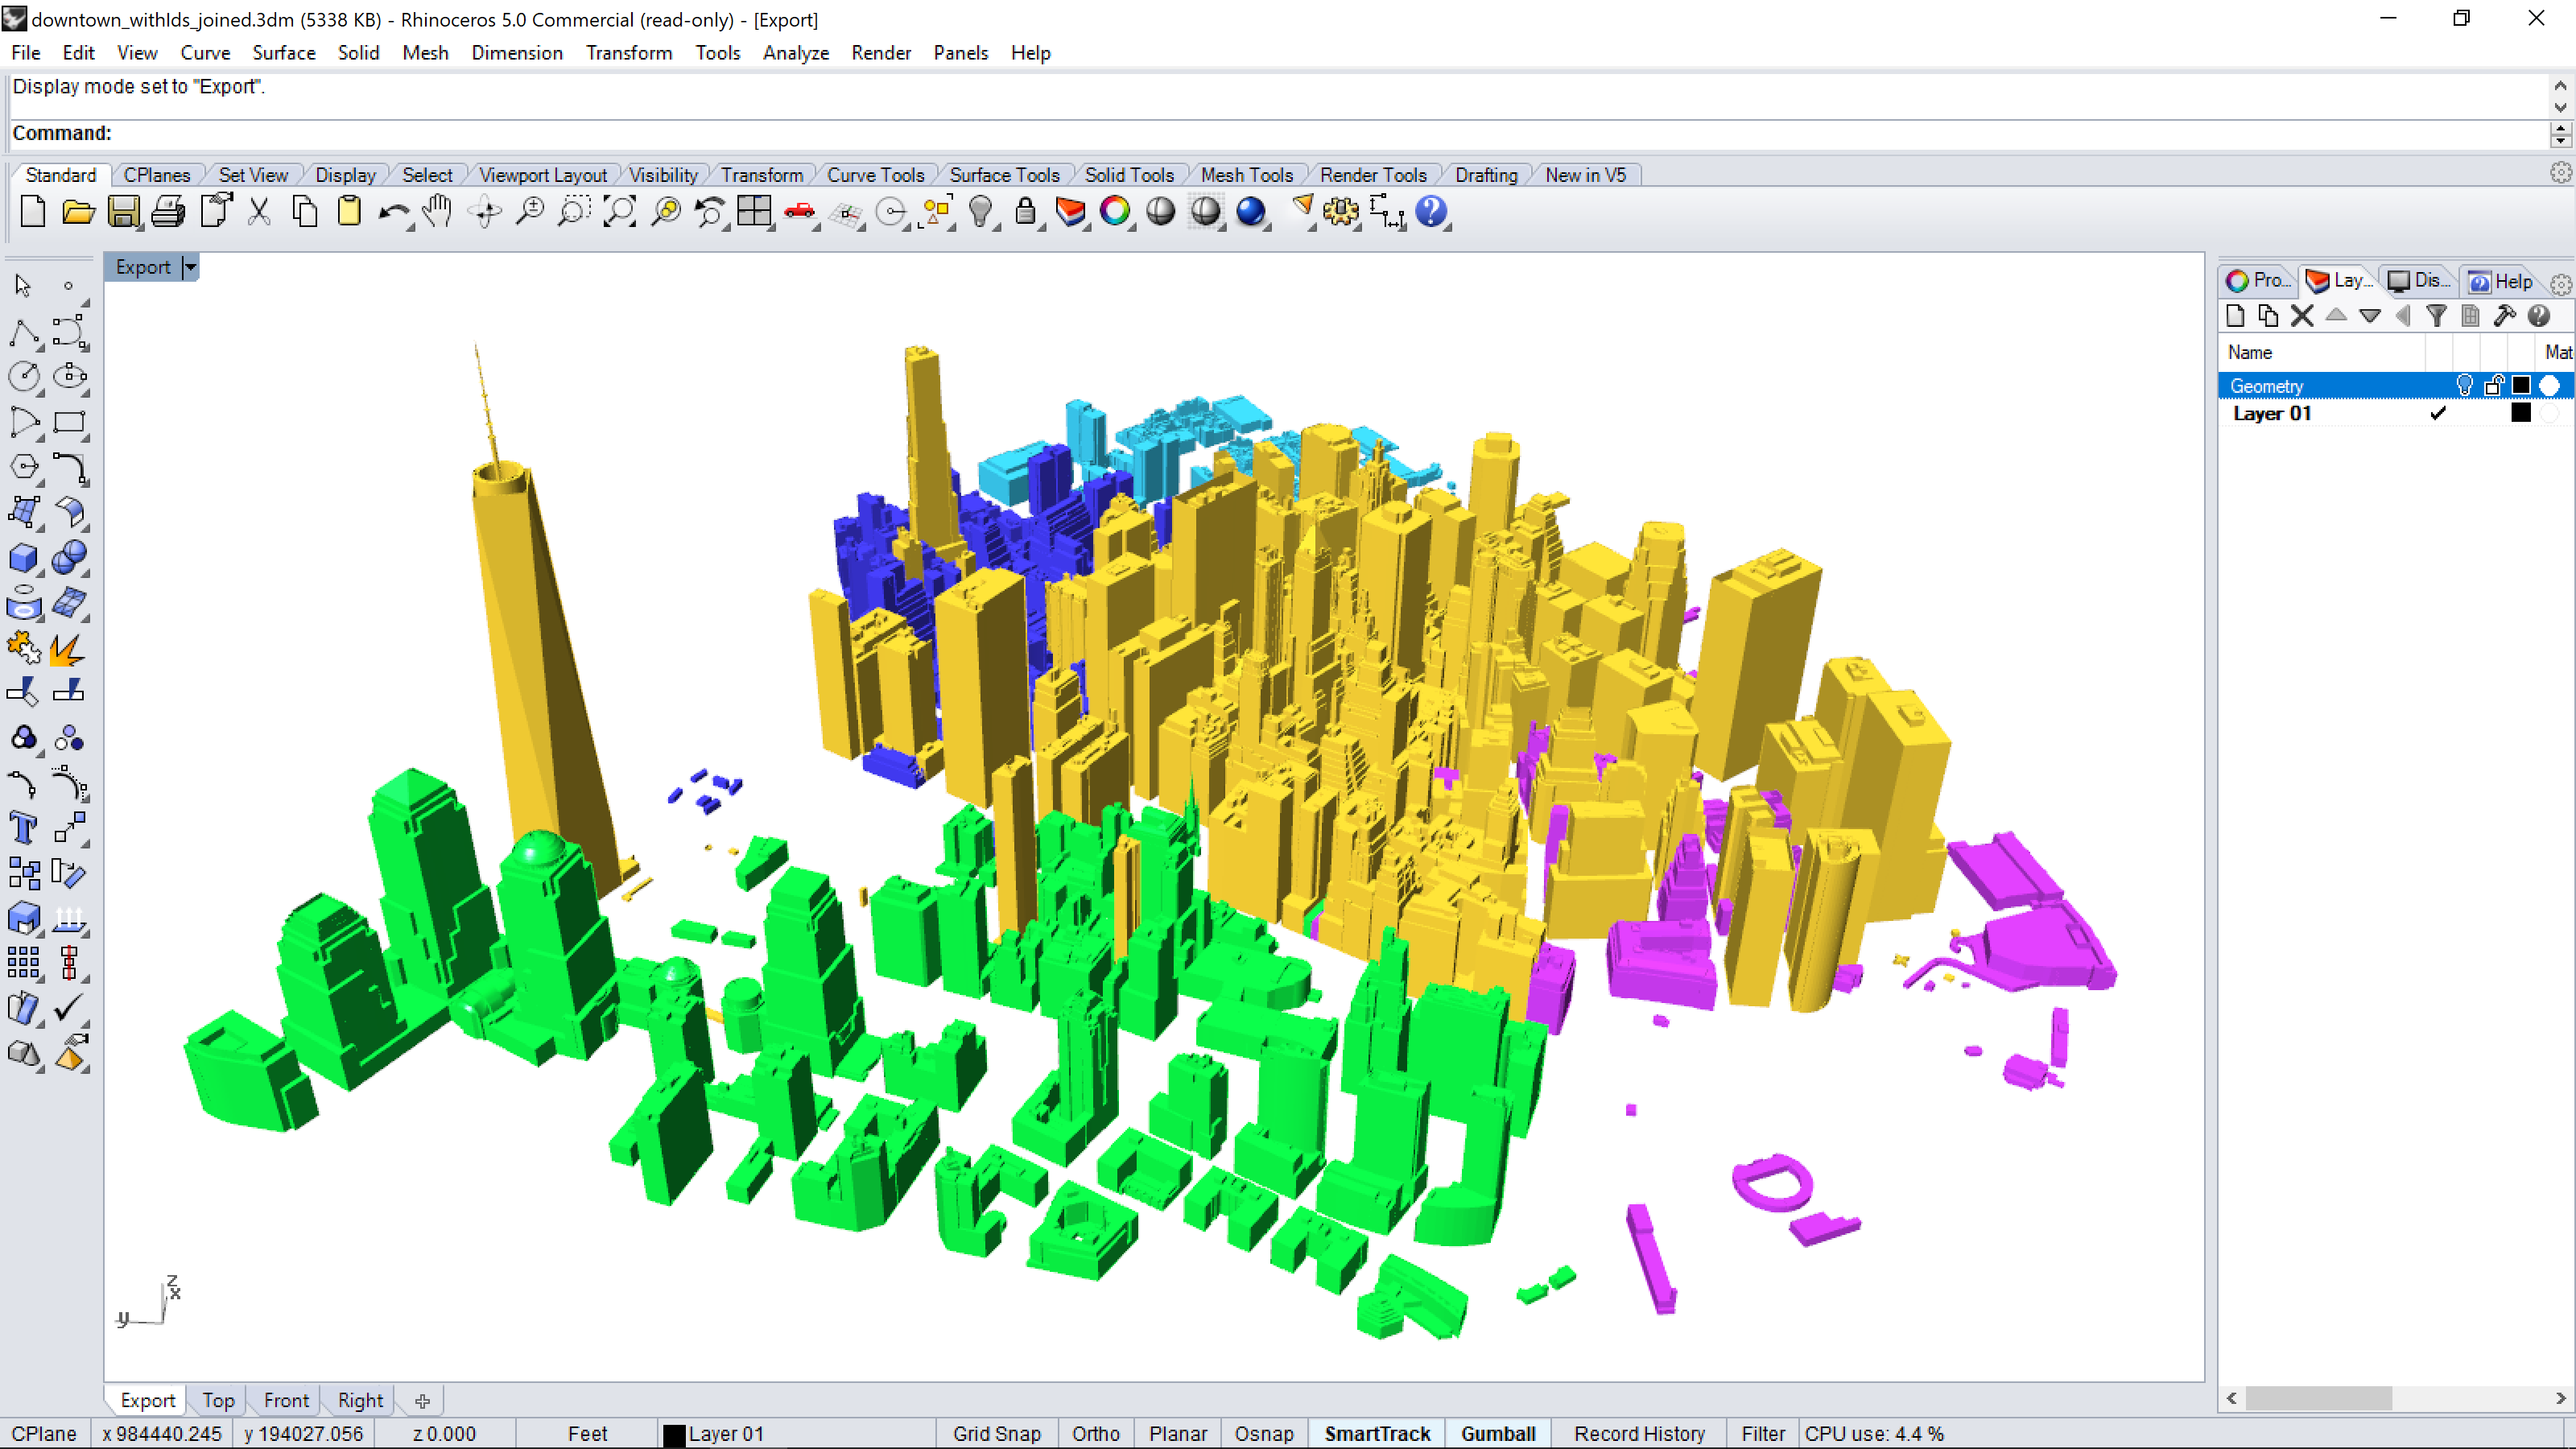 downtown_withIds_joined.3dm (5338 KB) - Rhinoceros 5.0 Commercial (read-only) - [Export]
File Edit View Curve Surface Solid Mesh Dimension Transform Tools Analyze Render Panels Help
Display mode set to "Export".
Command:
Standard CPlanes Set View Display Select Viewport Layout Visibility Transform Curve Tools Surface Tools Solid Tools Mesh Tools Render Tools Drafting New in V5
Export
Pro... Lay... Dis... Help
Name Mat
Geometry
Layer 01
z
x
y
Export Top Front Right
CPlane x 984440.245 y 194027.056 z 0.000 Feet Layer 01 Grid Snap Ortho Planar Osnap SmartTrack Gumball Record History Filter CPU use: 4.4 %